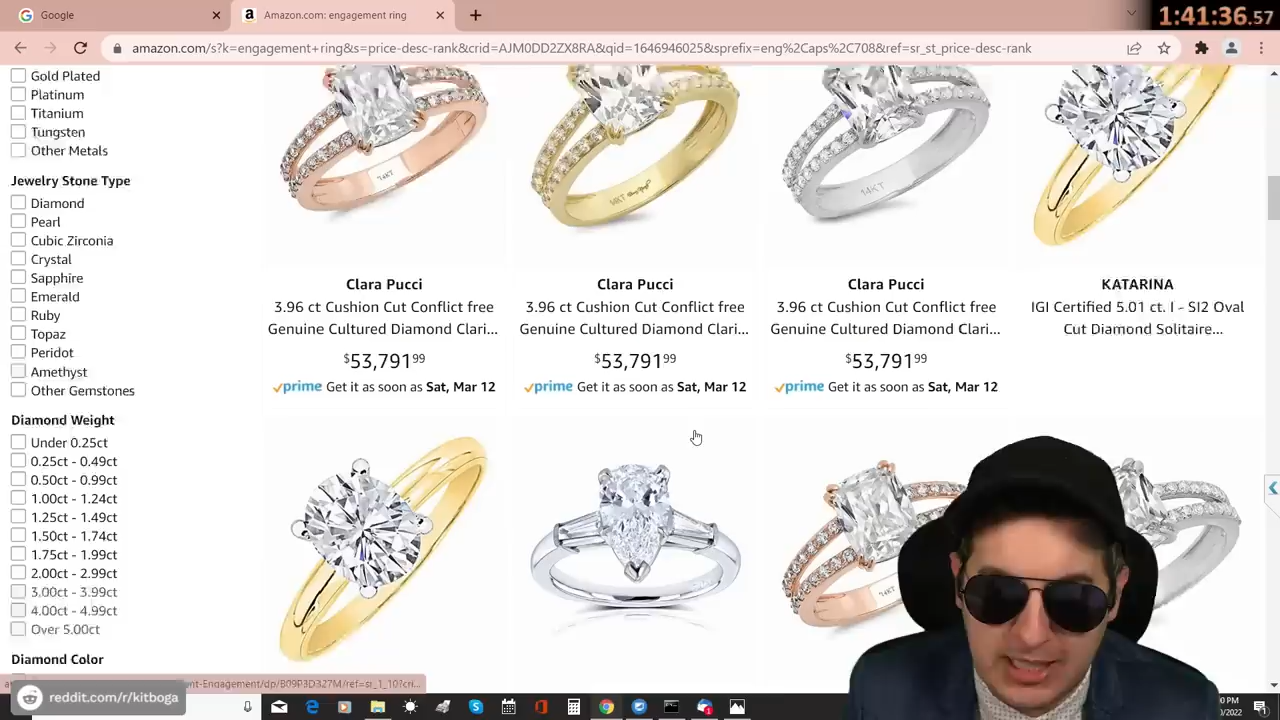 Google
Amazon.com: engagement ring
1:41:36.57
amazon.com/s?k=engagement+ring&s=price-desc-rank&crid=AJM0DD2ZX8RA&qid=1646946025&sprefix=eng%2Caps%2C708&ref=sr_st_price-desc-rank
Gold Plated
Platinum
Titanium
Tungsten
Other Metals
Jewelry Stone Type
Diamond
Pearl
Cubic Zirconia
Crystal
Sapphire
Emerald
Ruby
Topaz
Peridot
Amethyst
Other Gemstones
Diamond Weight
Under 0.25ct
0.25ct - 0.49ct
0.50ct - 0.99ct
1.00ct - 1.24ct
1.25ct - 1.49ct
1.50ct - 1.74ct
1.75ct - 1.99ct
2.00ct - 2.99ct
3.00ct - 3.99ct
4.00ct - 4.99ct
Over 5.00ct
Diamond Color
14KT
14KT
14KT
Clara Pucci
3.96 ct Cushion Cut Conflict free
Genuine Cultured Diamond Clari...
$53,791.99
prime Get it as soon as Sat, Mar 12
Clara Pucci
3.96 ct Cushion Cut Conflict free
Genuine Cultured Diamond Clari...
$53,791.99
prime Get it as soon as Sat, Mar 12
Clara Pucci
3.96 ct Cushion Cut Conflict free
Genuine Cultured Diamond Clari...
$53,791.99
prime Get it as soon as Sat, Mar 12
KATARINA
IGI Certified 5.01 ct. I - SI2 Oval
Cut Diamond Solitaire...
14KT
reddit.com/r/kitboga